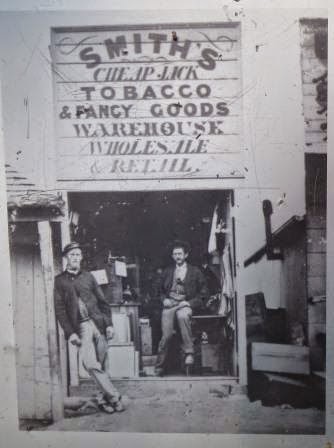 SMITH'S
CHEAP JACK
TOBACCO
& FANCY GOODS
WAREHOUSE
WHOLESALE
& RETAIL.